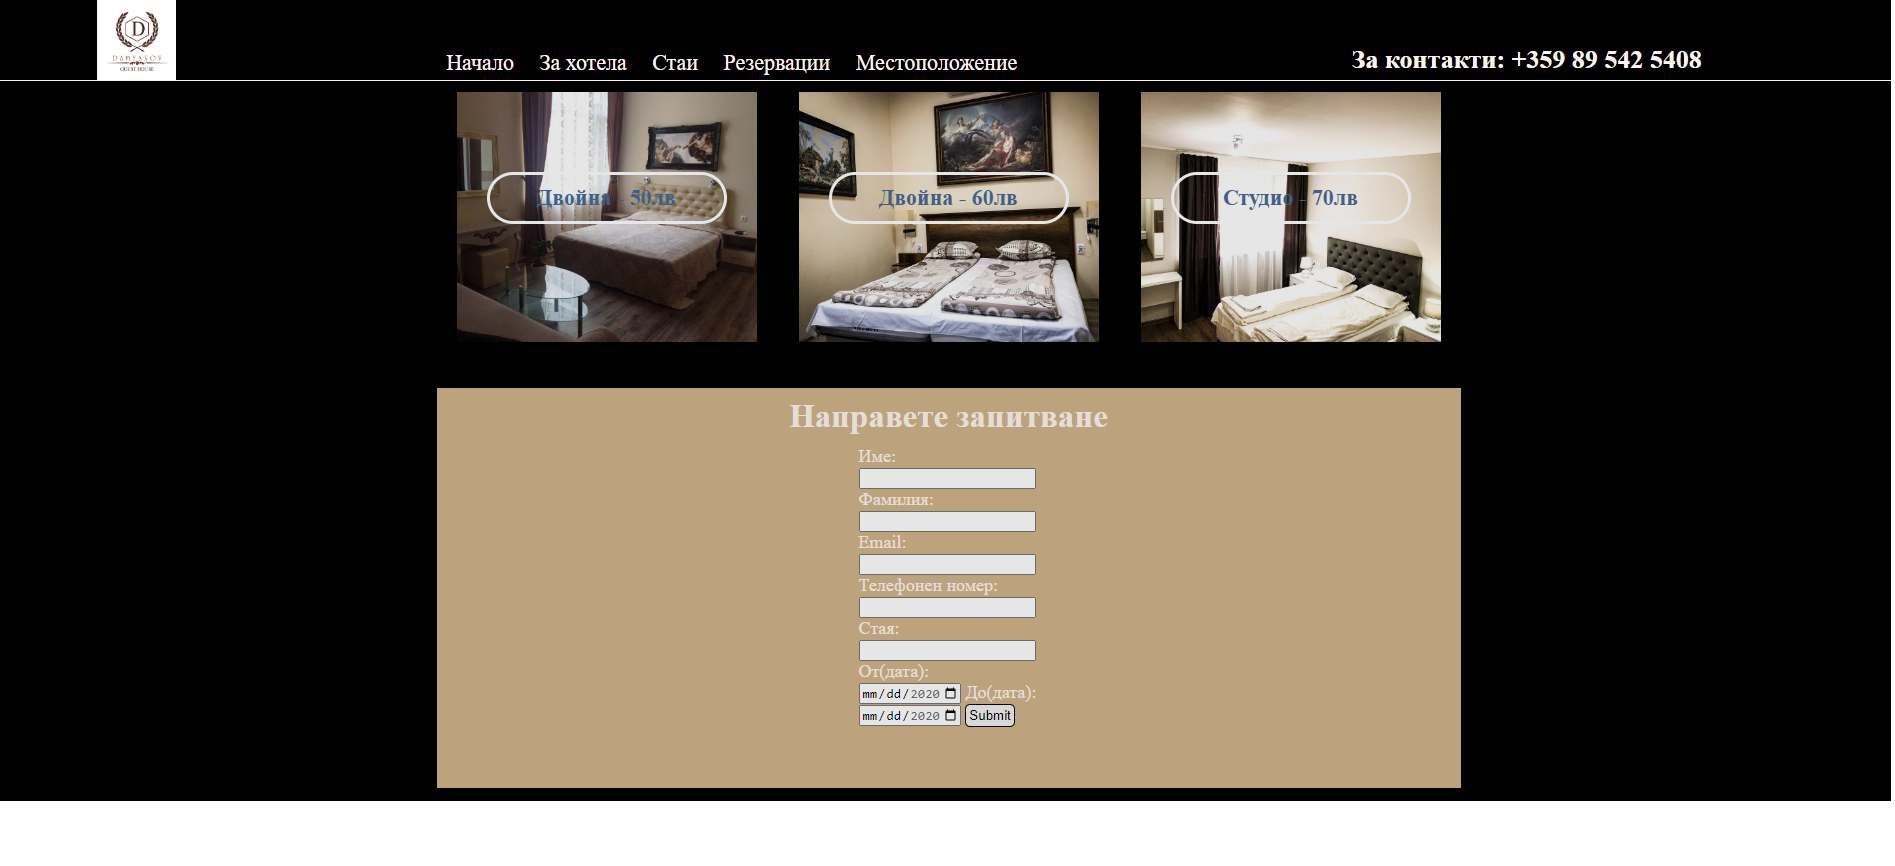 D
DAMYANOV
GUEST HOUSE
Начало За хотела Стаи Резервации Местоположение
За контакти: +359 89 542 5408
Двойна - 50лв
Двойна - 60лв
Студио - 70лв
Направете запитване
Име:
Фамилия:
Email:
Телефонен номер:
Стая:
От(дата):
mm/dd/2020 До(дата):
mm/dd/2020 Submit